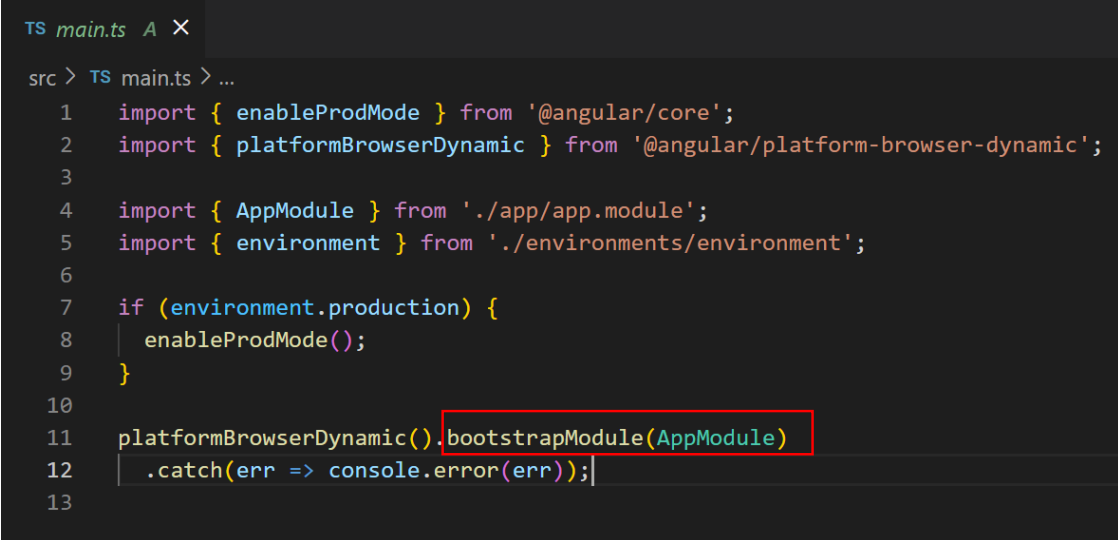 TS main.ts A ×
src > TS main.ts > ...
1 import { enableProdMode } from '@angular/core';
2 import { platformBrowserDynamic } from '@angular/platform-browser-dynamic';
3
4 import { AppModule } from './app/app.module';
5 import { environment } from './environments/environment';
6
7 if (environment.production) {
8 enableProdMode();
9 }
10
11 platformBrowserDynamic().bootstrapModule(AppModule)
12 .catch(err => console.error(err));
13